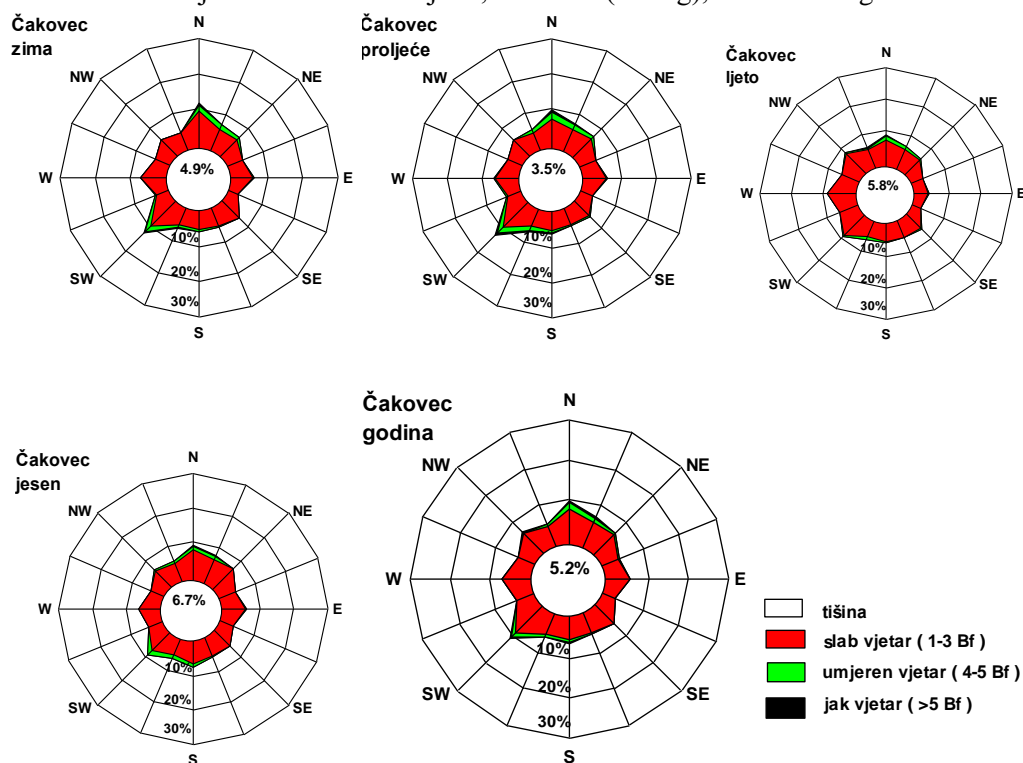 Čakovec
zima
N
NE
E
SE
S
SW
W
NW
4.9%
10%
20%
30%
Čakovec
proljeće
N
NE
E
SE
S
SW
W
NW
3.5%
10%
20%
30%
Čakovec
ljeto
N
NE
E
SE
S
SW
W
NW
5.8%
10%
20%
30%
Čakovec
jesen
N
NE
E
SE
S
SW
W
NW
6.7%
10%
20%
30%
Čakovec
godina
N
NE
E
SE
S
SW
W
NW
5.2%
10%
20%
30%
tišina
slab vjetar ( 1-3 Bf )
umjeren vjetar ( 4-5 Bf )
jak vjetar ( >5 Bf )